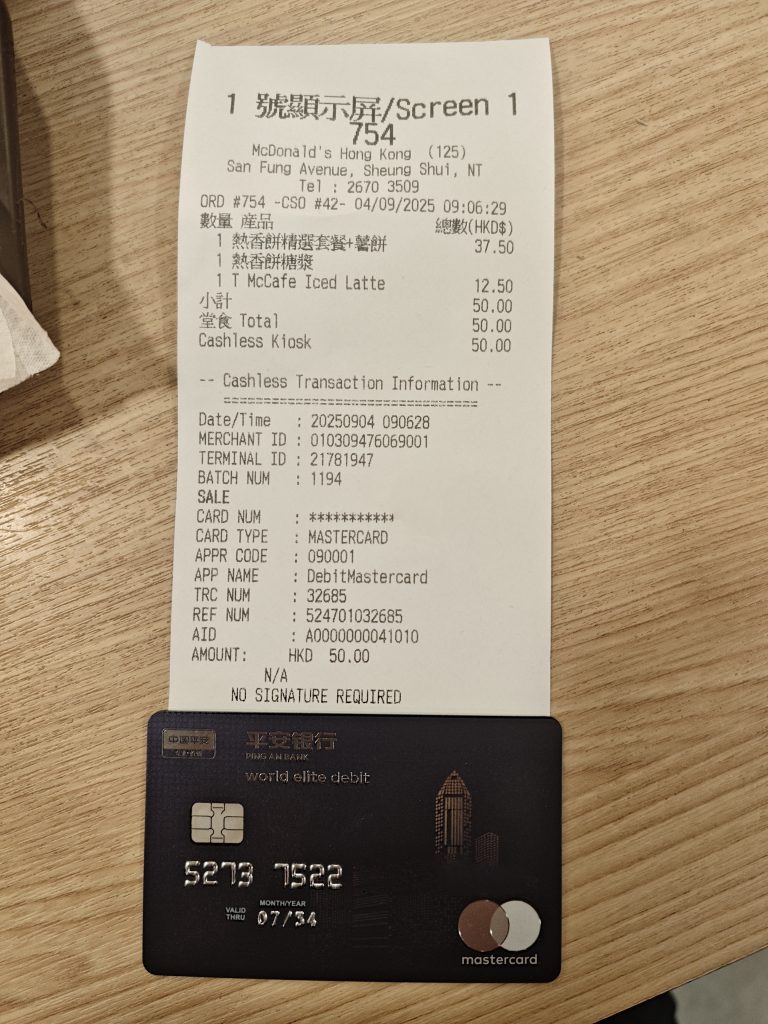 1 號顯示屏/Screen 1
754
McDonald's Hong Kong (125)
San Fung Avenue, Sheung Shui, NT
Tel : 2670 3509
ORD #754 -CSO #42- 04/09/2025 09:06:29
數量 産品 總數(HKD$)
1 熱香餅精選套餐+薯餅 37.50
1 熱香餅糖漿
1 T McCafe Iced Latte 12.50
小計 50.00
堂食 Total 50.00
Cashless Kiosk 50.00
-- Cashless Transaction Information --
===================================
Date/Time : 20250904 090628
MERCHANT ID : 010309476069001
TERMINAL ID : 21781947
BATCH NUM : 1194
SALE
CARD NUM : ***********
CARD TYPE : MASTERCARD
APPR CODE : 090001
APP NAME : DebitMastercard
TRC NUM : 32685
REF NUM : 524701032685
AID : A0000000041010
AMOUNT: HKD 50.00
N/A
NO SIGNATURE REQUIRED
中国平安
平安银行
PING AN BANK
world elite debit
5273 7522
MONTH/YEAR
VALID THRU 07/34
mastercard